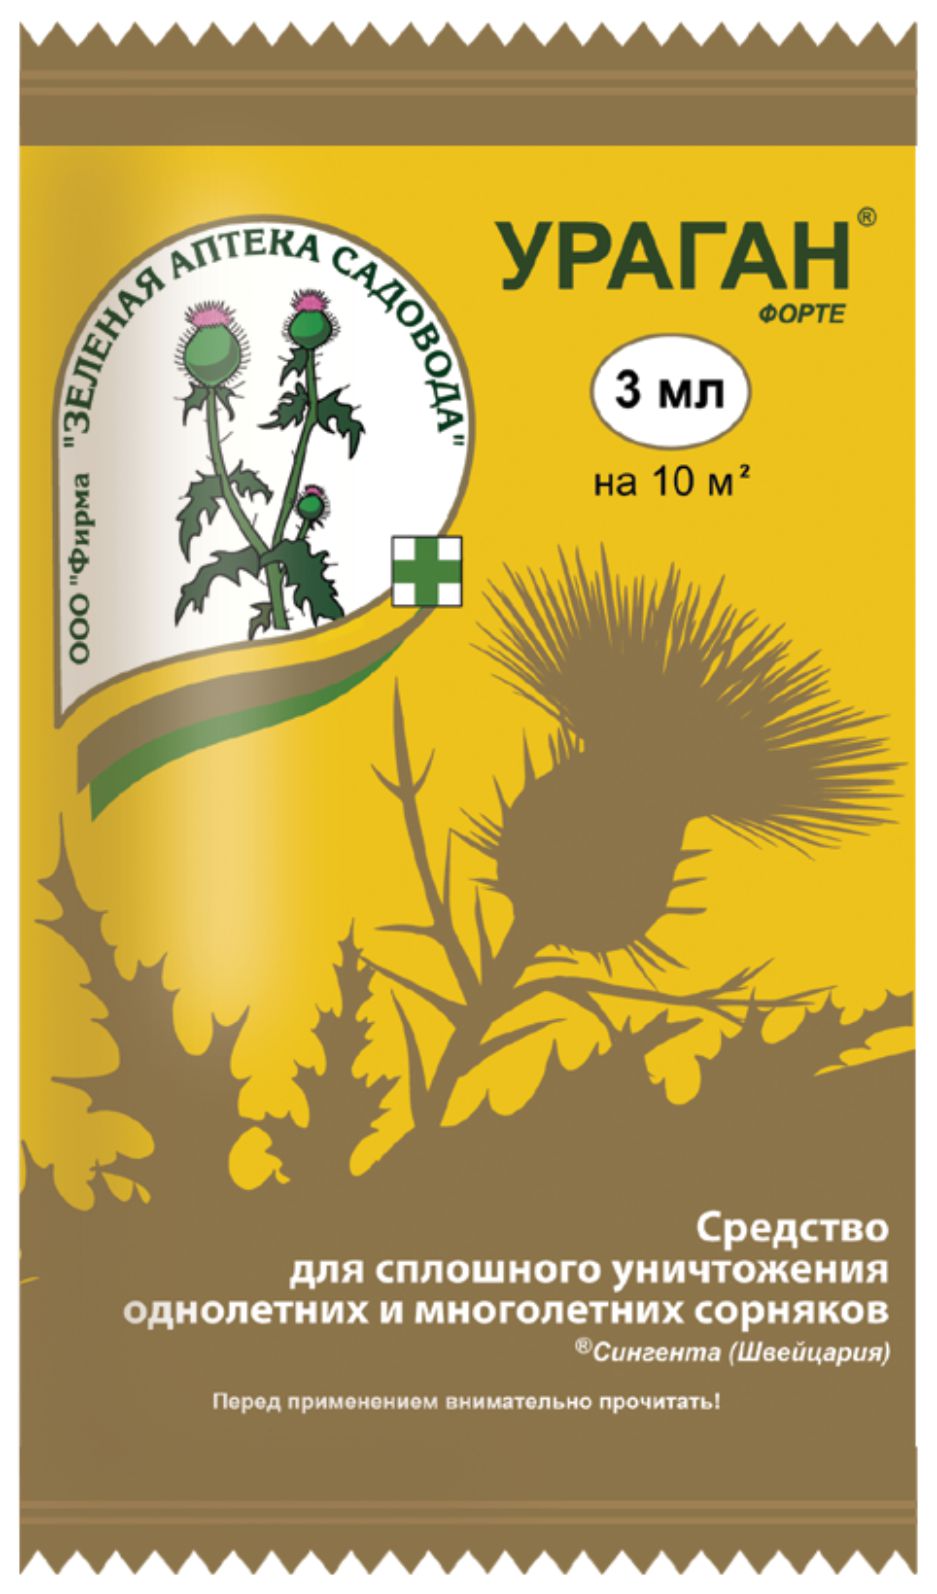 УРАГАН®
ФОРТЕ
3 мл
на 10 м²
ООО "Фирма "ЗЕЛЕНАЯ АПТЕКА САДОВОДА"
Средство
для сплошного уничтожения
однолетних и многолетних сорняков
®Сингента (Швейцария)
Перед применением внимательно прочитать!